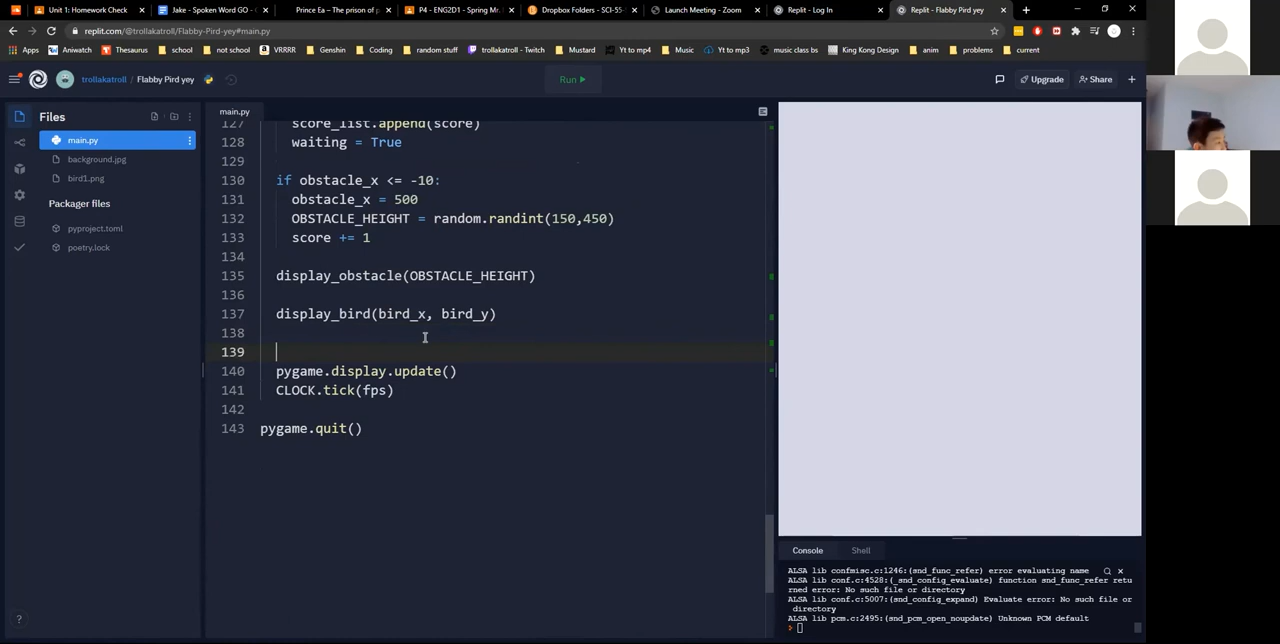 Unit 1: Homework Check
Jake - Spoken Word GO
Prince Ea – The prison of p
P4 - ENG2D1 - Spring Mr.
Dropbox Folders - SCI-55
Launch Meeting - Zoom
Replit - Log In
Replit - Flabby Pird yey
replit.com/@trollakatroll/Flabby-Pird-yey#main.py
Apps
Aniwatch
Thesaurus
school
not school
VRRRR
Genshin
Coding
random stuff
trollakatroll - Twitch
Mustard
Yt to mp4
Music
Yt to mp3
music class bs
King Kong Design
anim
problems
current
trollakatroll / Flabby Pird yey
Run
Upgrade
Share
Files
main.py
background.jpg
bird1.png
Packager files
pyproject.toml
poetry.lock
main.py
127 score_list.append(score)
128 waiting = True
129
130 if obstacle_x <= -10:
131 obstacle_x = 500
132 OBSTACLE_HEIGHT = random.randint(150,450)
133 score += 1
134
135 display_obstacle(OBSTACLE_HEIGHT)
136
137 display_bird(bird_x, bird_y)
138
139
140 pygame.display.update()
141 CLOCK.tick(fps)
142
143 pygame.quit()
Console
Shell
ALSA lib confmisc.c:1246:(snd_func_refer) error evaluating name
ALSA lib conf.c:4528:(_snd_config_evaluate) function snd_func_refer retu
rned error: No such file or directory
ALSA lib conf.c:5007:(snd_config_expand) Evaluate error: No such file or
directory
ALSA lib pcm.c:2495:(snd_pcm_open_noupdate) Unknown PCM default
>
?